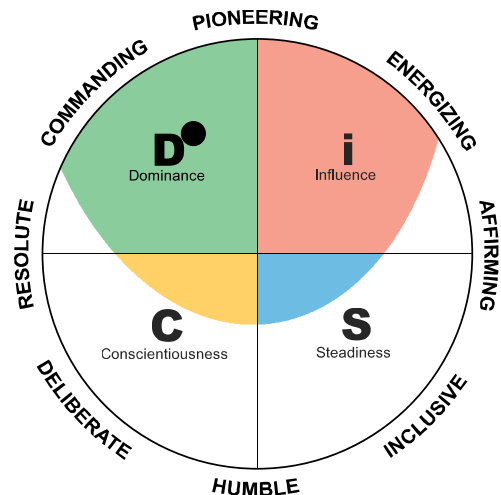 PIONEERING
COMMANDING
ENERGIZING
D
Dominance
i
Influence
RESOLUTE
AFFIRMING
C
Conscientiousness
S
Steadiness
DELIBERATE
INCLUSIVE
HUMBLE